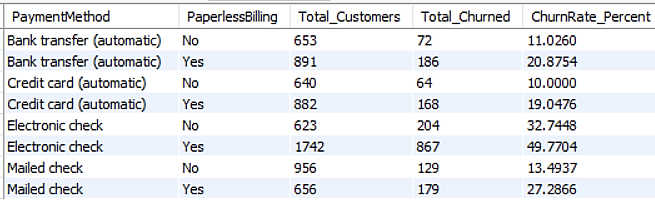 PaymentMethod PaperlessBilling Total_Customers Total_Churned ChurnRate_Percent
Bank transfer (automatic) No 653 72 11.0260
Bank transfer (automatic) Yes 891 186 20.8754
Credit card (automatic) No 640 64 10.0000
Credit card (automatic) Yes 882 168 19.0476
Electronic check No 623 204 32.7448
Electronic check Yes 1742 867 49.7704
Mailed check No 956 129 13.4937
Mailed check Yes 656 179 27.2866